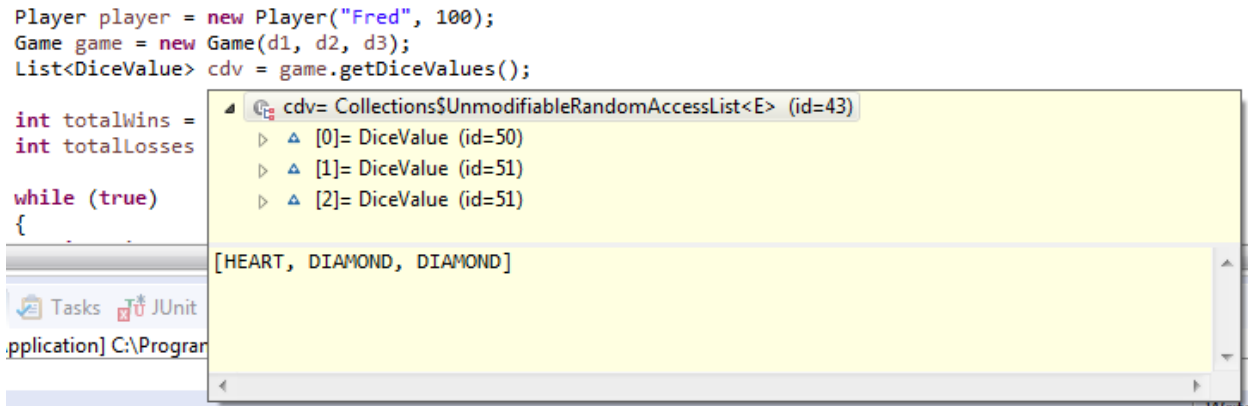 Player player = new Player("Fred", 100);
Game game = new Game(d1, d2, d3);
List<DiceValue> cdv = game.getDiceValues();
cdv= Collections$UnmodifiableRandomAccessList<E> (id=43)
int totalWins =
[0]= DiceValue (id=50)
int totalLosses
[1]= DiceValue (id=51)
while (true)
[2]= DiceValue (id=51)
{
[HEART, DIAMOND, DIAMOND]
Tasks JUnit
pplication] C:\Progran